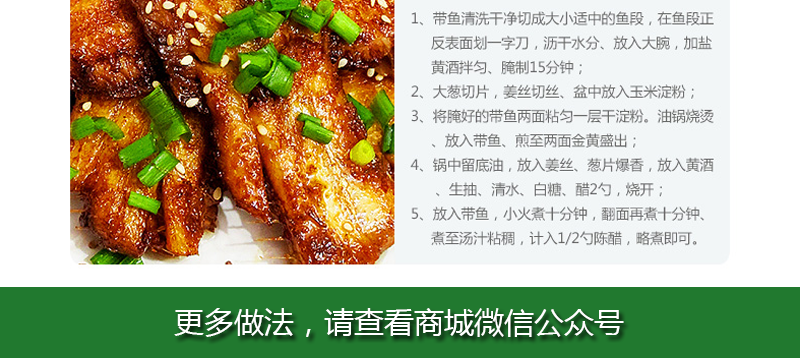 1、带鱼清洗干净切成大小适中的鱼段，在鱼段正
反表面划一字刀，沥干水分、放入大腕，加盐
黄酒拌匀、腌制15分钟；
2、大葱切片，姜丝切丝、盆中放入玉米淀粉；
3、将腌好的带鱼两面粘匀一层干淀粉。油锅烧烫
、放入带鱼、煎至两面金黄盛出；
4、锅中留底油，放入姜丝、葱片爆香，放入黄酒
、生抽、清水、白糖、醋2勺，烧开；
5、放入带鱼，小火煮十分钟，翻面再煮十分钟、
煮至汤汁粘稠，计入1/2勺陈醋，略煮即可。
更多做法，请查看商城微信公众号